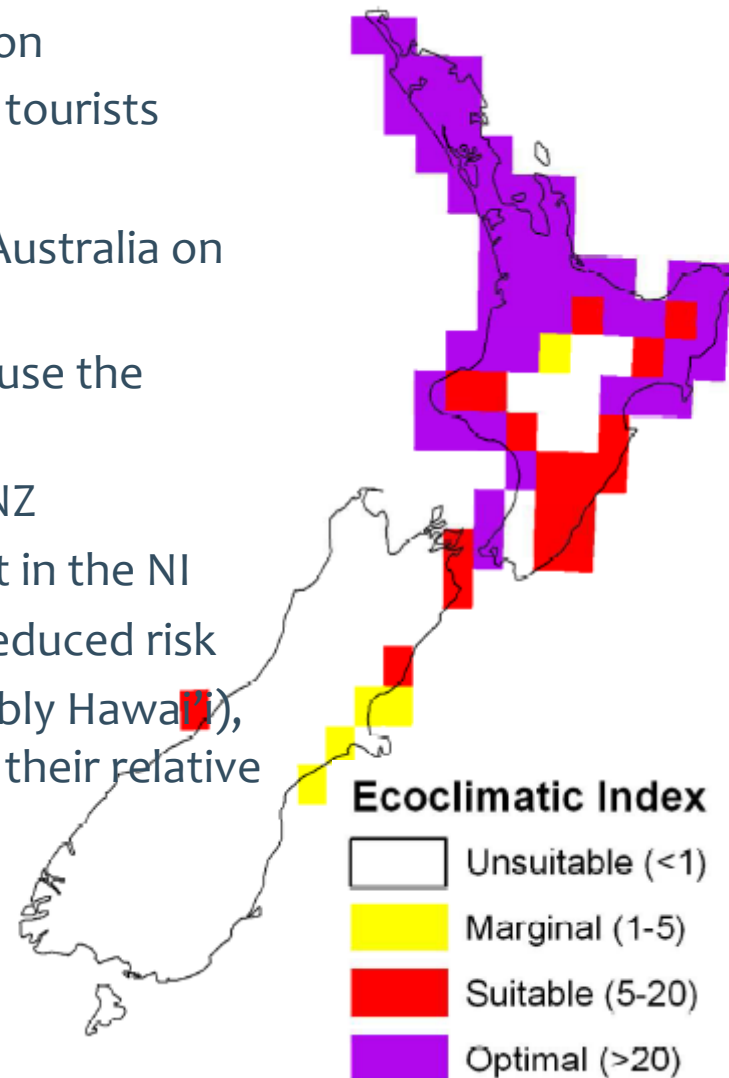 on
tourists
Australia on
use the
NZ
t in the NI
educed risk
bly Hawai'i),
their relative
Ecoclimatic Index
Unsuitable (<1)
Marginal (1-5)
Suitable (5-20)
Optimal (>20)